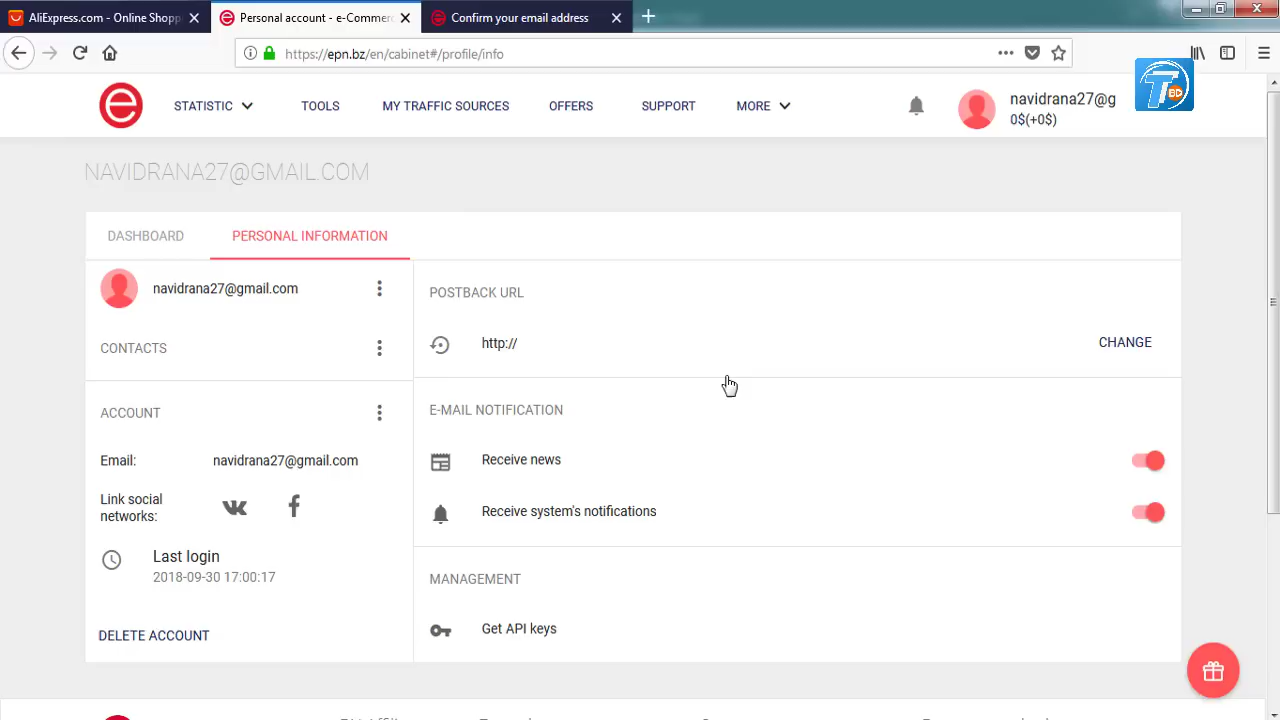 AliExpress.com - Online Shopp
Personal account - e-Commer
Confirm your email address
https://epn.bz/en/cabinet#/profile/info
STATISTIC
TOOLS
MY TRAFFIC SOURCES
OFFERS
SUPPORT
MORE
navidrana27@g
0$(+0$)
BD
NAVIDRANA27@GMAIL.COM
DASHBOARD
PERSONAL INFORMATION
navidrana27@gmail.com
CONTACTS
ACCOUNT
Email:
navidrana27@gmail.com
Link social
networks:
Last login
2018-09-30 17:00:17
DELETE ACCOUNT
POSTBACK URL
http://
CHANGE
E-MAIL NOTIFICATION
Receive news
Receive system's notifications
MANAGEMENT
Get API keys